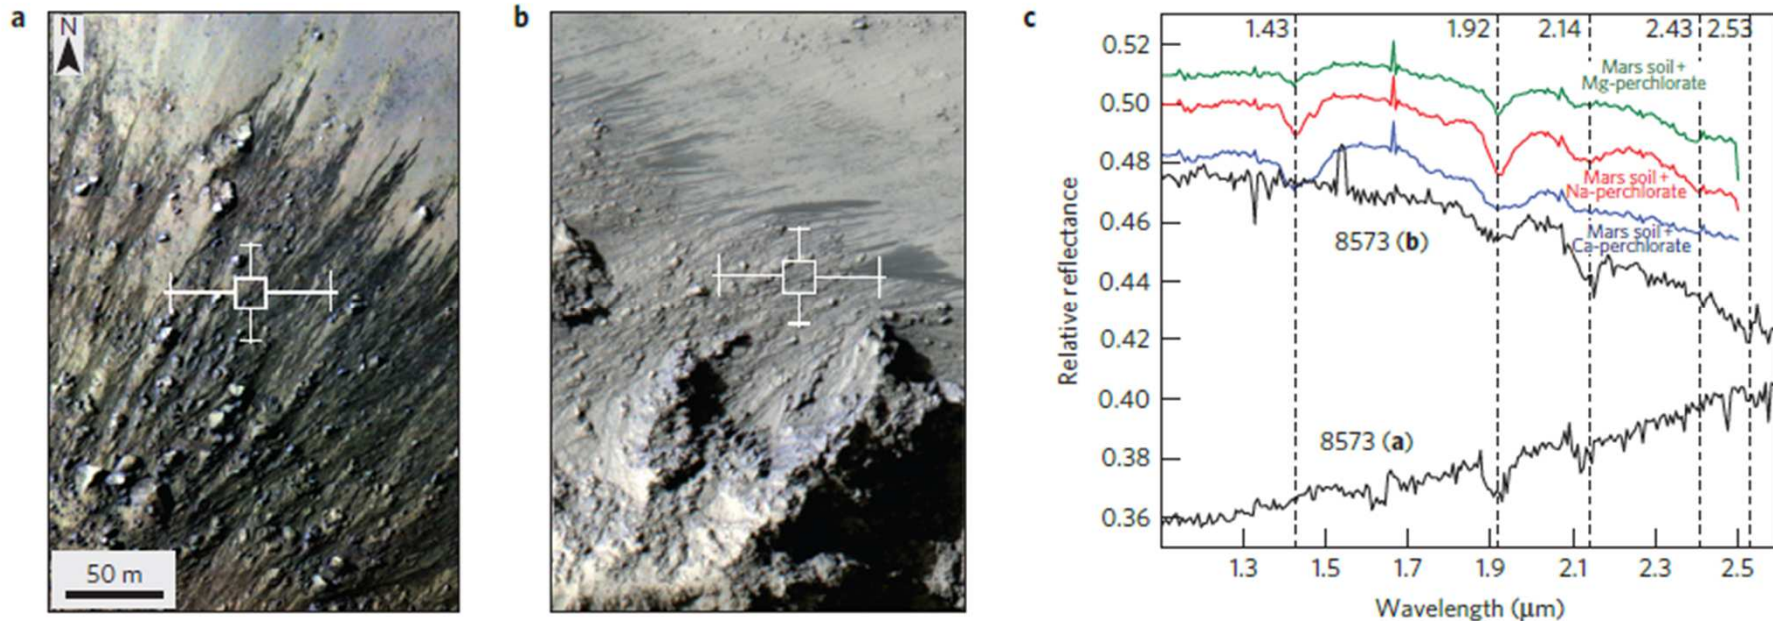 a
b
c
N
50 m
1.43
1.92
2.14
2.43
2.53
0.52
0.50
0.48
0.46
0.44
0.42
0.40
0.38
0.36
Relative reflectance
Mars soil +
Mg-perchlorate
Mars soil +
Na-perchlorate
Mars soil +
Ca-perchlorate
8573 (b)
8573 (a)
1.3
1.5
1.7
1.9
2.1
2.3
2.5
Wavelength (μm)